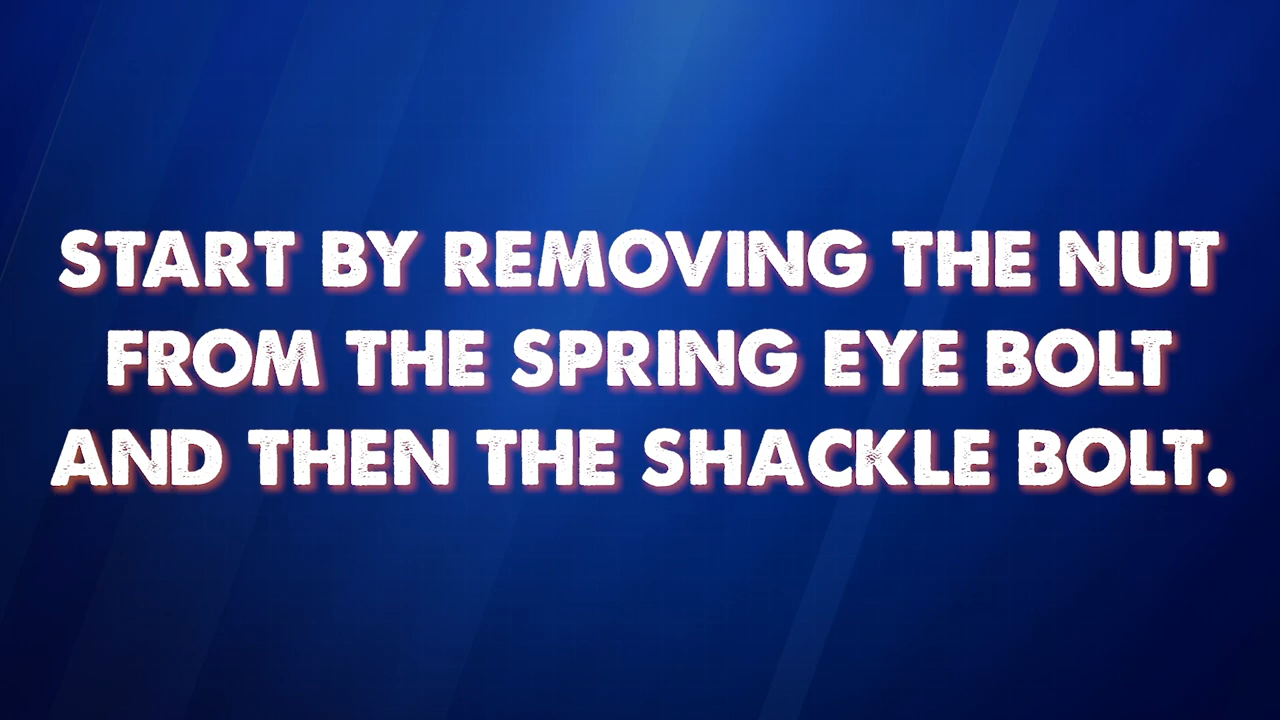 START BY REMOVING THE NUT
FROM THE SPRING EYE BOLT
AND THEN THE SHACKLE BOLT.